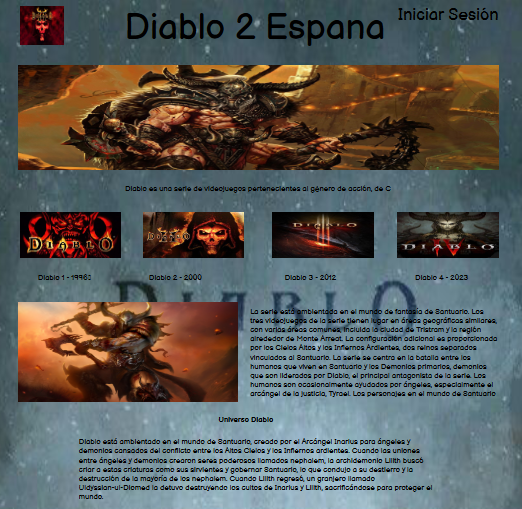 Diablo 2 Espana
Iniciar Sesión
Diablo es una serie de videojuegos pertenecientes al género de acción, de C
DIABLO
DIABLO
DIABLO
Diablo 1 - 1996
Diablo 2 - 2000
Diablo 3 - 2012
Diablo 4 - 2023
DIABLO
La serie está ambientada en el mundo de fantasía de Santuario. Los
tres videojuegos de la serie tienen lugar en áreas geográficas similares,
con varias áreas comunes, incluida la ciudad de Tristram y la región
alrededor de Monte Arreat. La configuración adicional es proporcionada
por los Cielos Altos y los Infiernos Ardientes, dos reinos separados
vinculados al Santuario. La serie se centra en la batalla entre los
humanos que viven en Santuario y los Demonios primarios, demonios
que son liderados por Diablo, el principal antagonista de la serie. Los
humanos son ocasionalmente ayudados por ángeles, especialmente el
arcángel de la justicia, Tyrael. Los personajes en el mundo de Santuario
Universo Diablo
Diablo está ambientado en el mundo de Santuario, creado por el Arcángel Inarius para ángeles y
demonios cansados del conflicto entre los Altos Cielos y los Infiernos ardientes. Cuando las uniones
entre ángeles y demonios crearon seres poderosos llamados nephalem, la archidemonio Lilith buscó
criar a estas criaturas como sus sirvientes y gobernar Santuario, lo que condujo a su destierro y la
destrucción de la mayoría de los nephalem. Cuando Lilith regresó, un granjero llamado
Uldyssian-ul-Diomed la detuvo destruyendo los cultos de Inarius y Lilith, sacrificándose para proteger el
mundo.